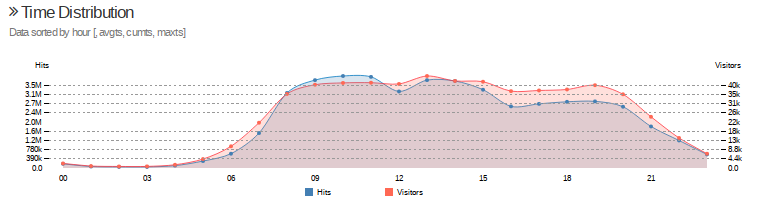 Time Distribution
Data sorted by hour [, avgts, cumts, maxts]
Hits Visitors
3.5M 40k
3.1M 35k
2.7M 31k
2.4M 26k
2.0M 22k
1.6M 18k
1.2M 13k
780k 8.8k
390k 4.4k
0.0 0.0
00 03 06 09 12 15 18 21
Hits Visitors